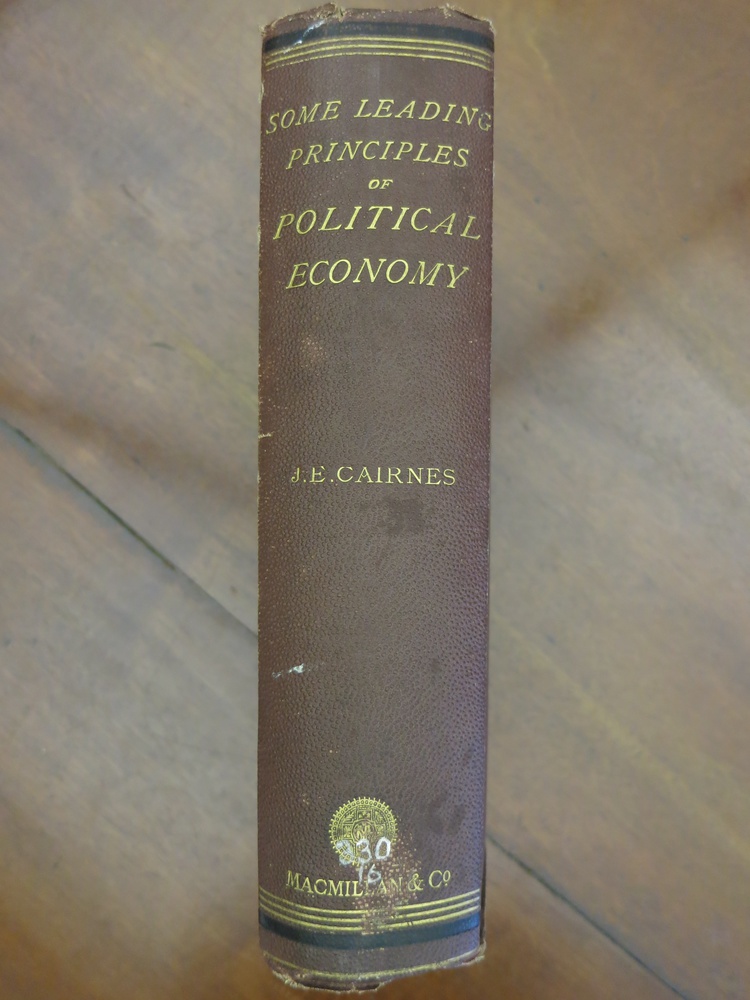 SOME LEADING
PRINCIPLES
OF
POLITICAL
ECONOMY
J.E.CAIRNES
330
16
MACMILLAN & Co